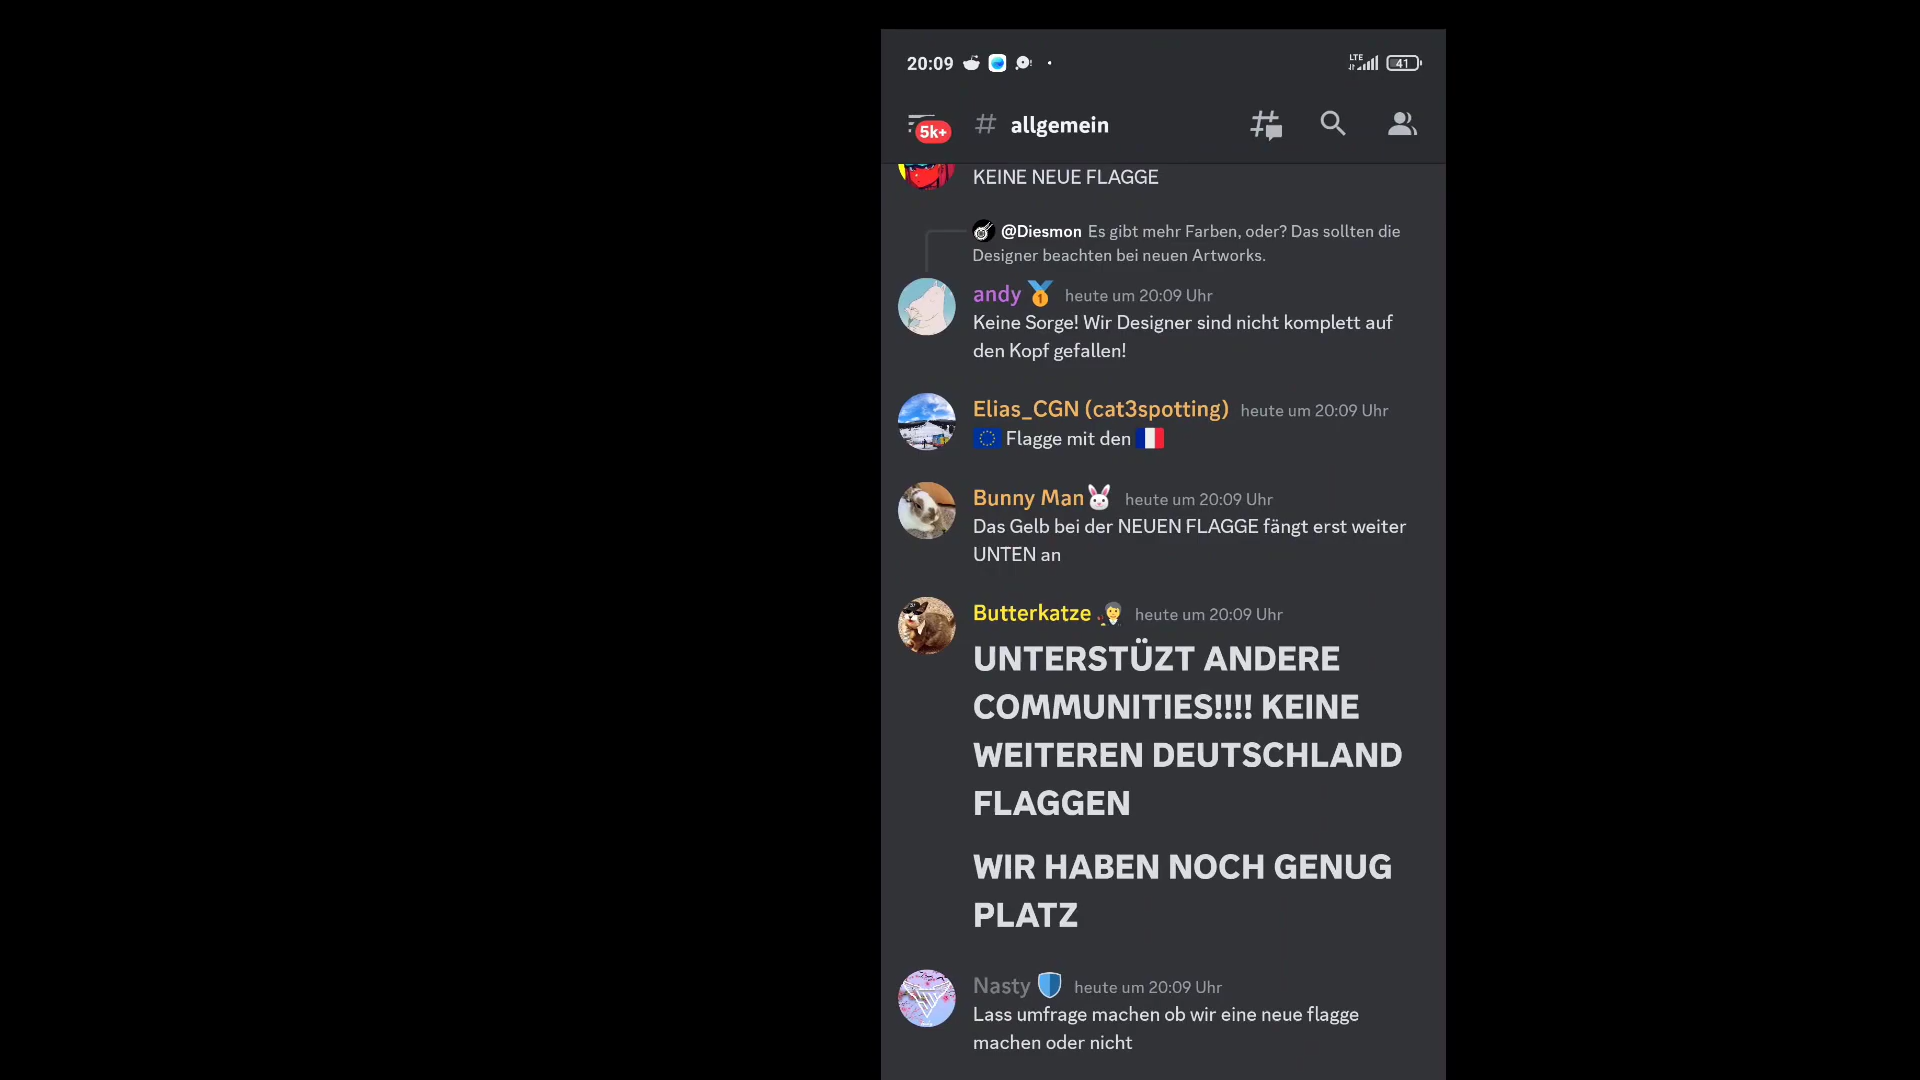 20:09
LTE
41
5k+
# allgemein
KEINE NEUE FLAGGE
@Diesmon Es gibt mehr Farben, oder? Das sollten die
Designer beachten bei neuen Artworks.
andy heute um 20:09 Uhr
Keine Sorge! Wir Designer sind nicht komplett auf
den Kopf gefallen!
Elias_CGN (cat3spotting) heute um 20:09 Uhr
🇪🇺 Flagge mit den 🇫🇷
Bunny Man🐰 heute um 20:09 Uhr
Das Gelb bei der NEUEN FLAGGE fängt erst weiter
UNTEN an
Butterkatze heute um 20:09 Uhr
UNTERSTÜZT ANDERE
COMMUNITIES!!!! KEINE
WEITEREN DEUTSCHLAND
FLAGGEN
WIR HABEN NOCH GENUG
PLATZ
Nasty heute um 20:09 Uhr
Lass umfrage machen ob wir eine neue flagge
machen oder nicht